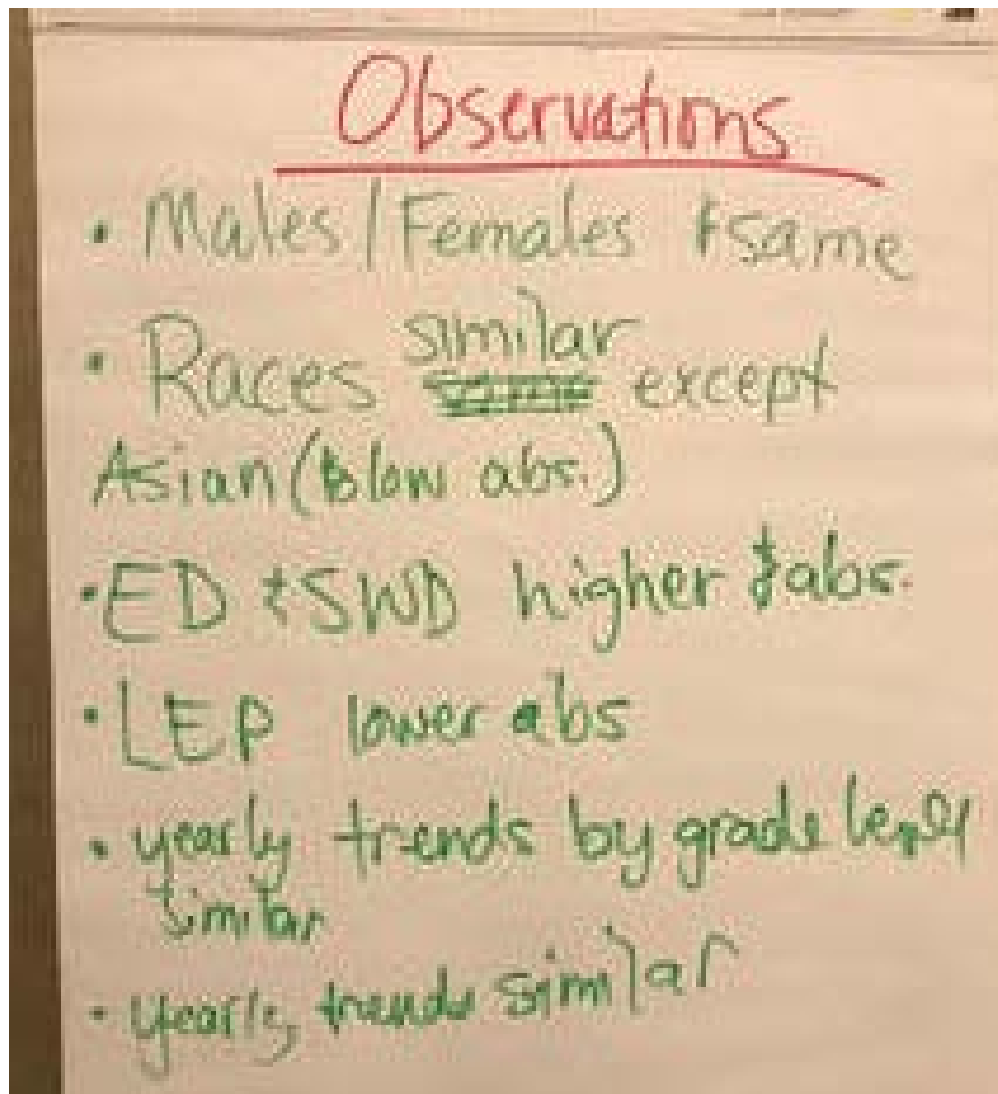 Observations
• Males/Females same
• Races similar except
Asian (low abs.)
• ED & SWD higher abs.
• LEP lower abs
• yearly trends by grade level
similar
• yearly trends similar